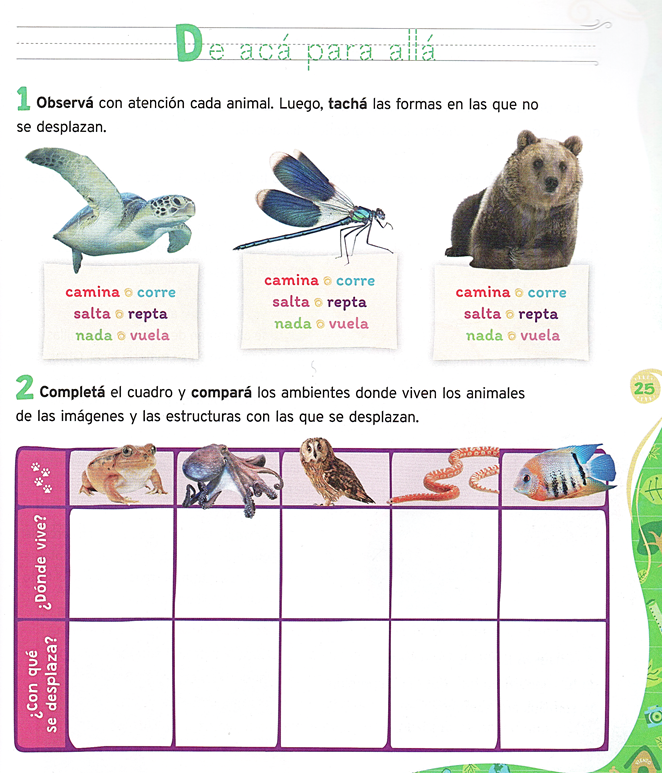 De acá para allá
1 Observá con atención cada animal. Luego, tachá las formas en las que no
se desplazan.
camina o corre
salta o repta
nada o vuela
camina o corre
salta o repta
nada o vuela
camina o corre
salta o repta
nada o vuela
2 Completá el cuadro y compará los ambientes donde viven los animales
de las imágenes y las estructuras con las que se desplazan.
25
¿Dónde vive?
¿Con qué
se desplaza?